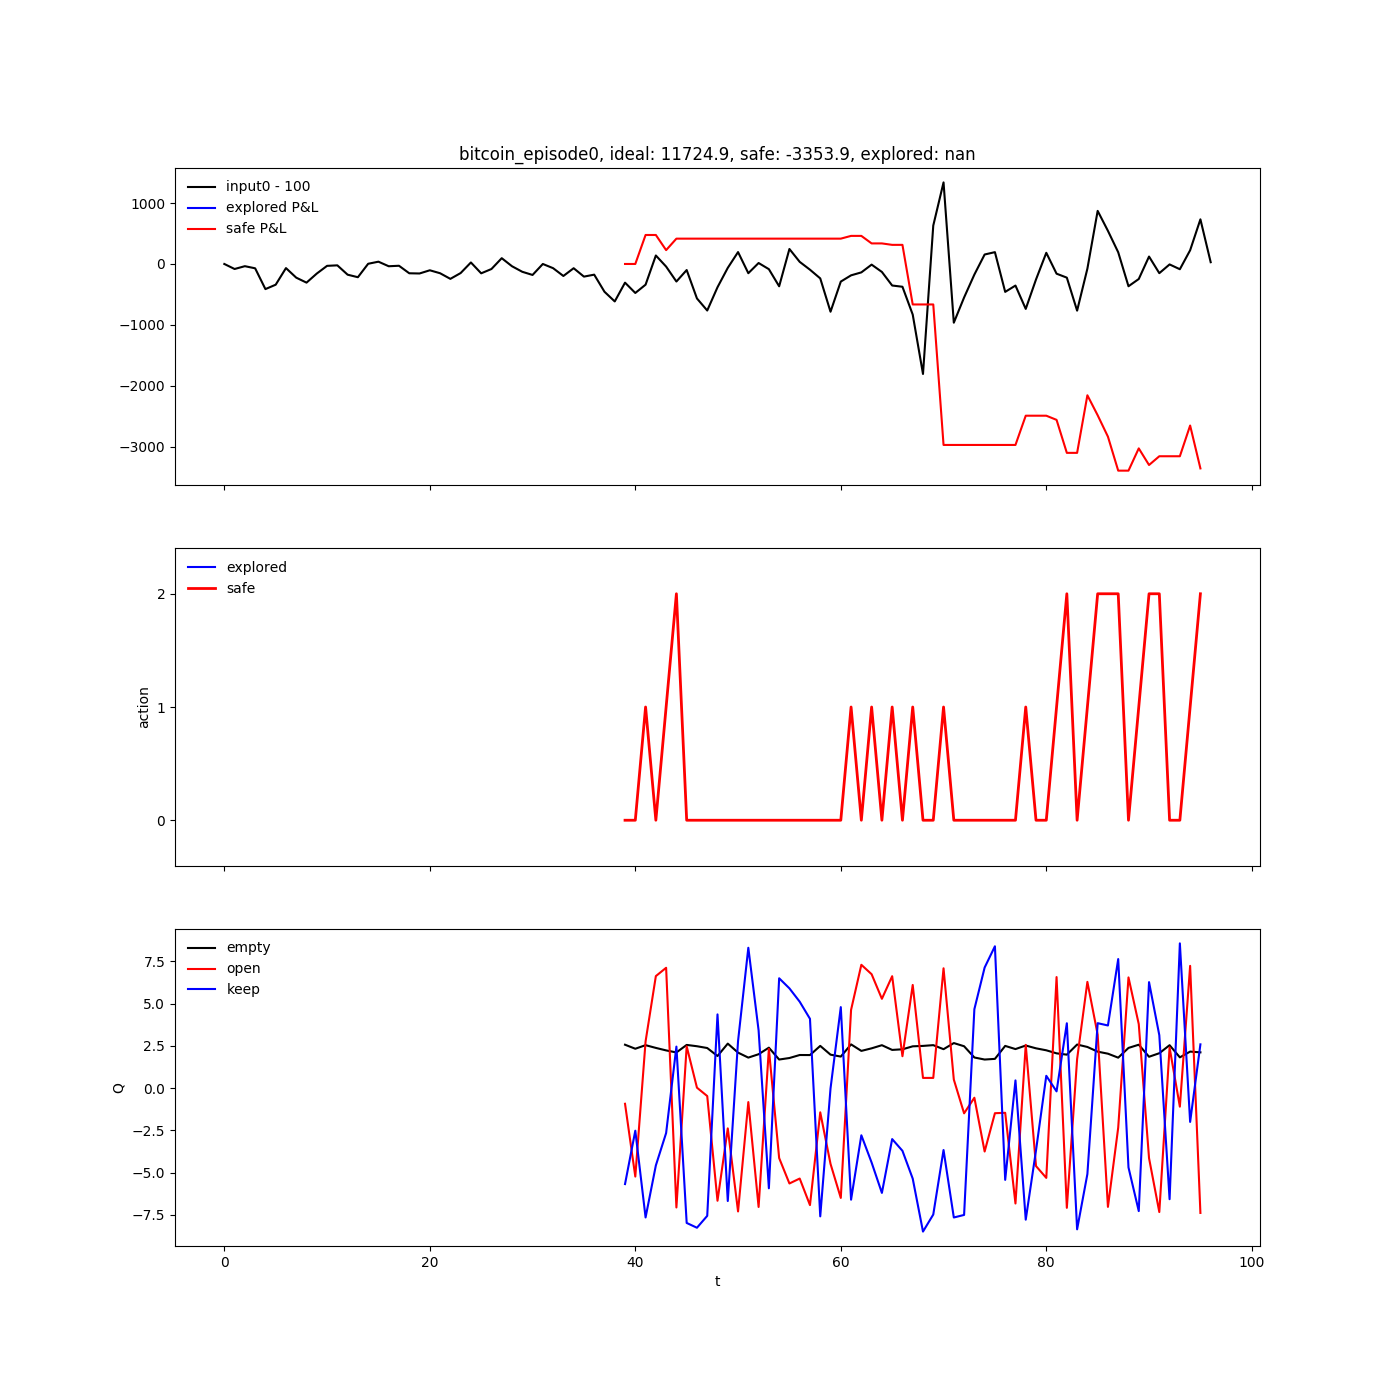 bitcoin_episode0, ideal: 11724.9, safe: -3353.9, explored: nan
input0 - 100
explored P&L
safe P&L
1000
0
−1000
−2000
−3000
explored
safe
2
1
0
action
empty
open
keep
7.5
5.0
2.5
0.0
−2.5
−5.0
−7.5
Q
0 20 40 60 80 100
t